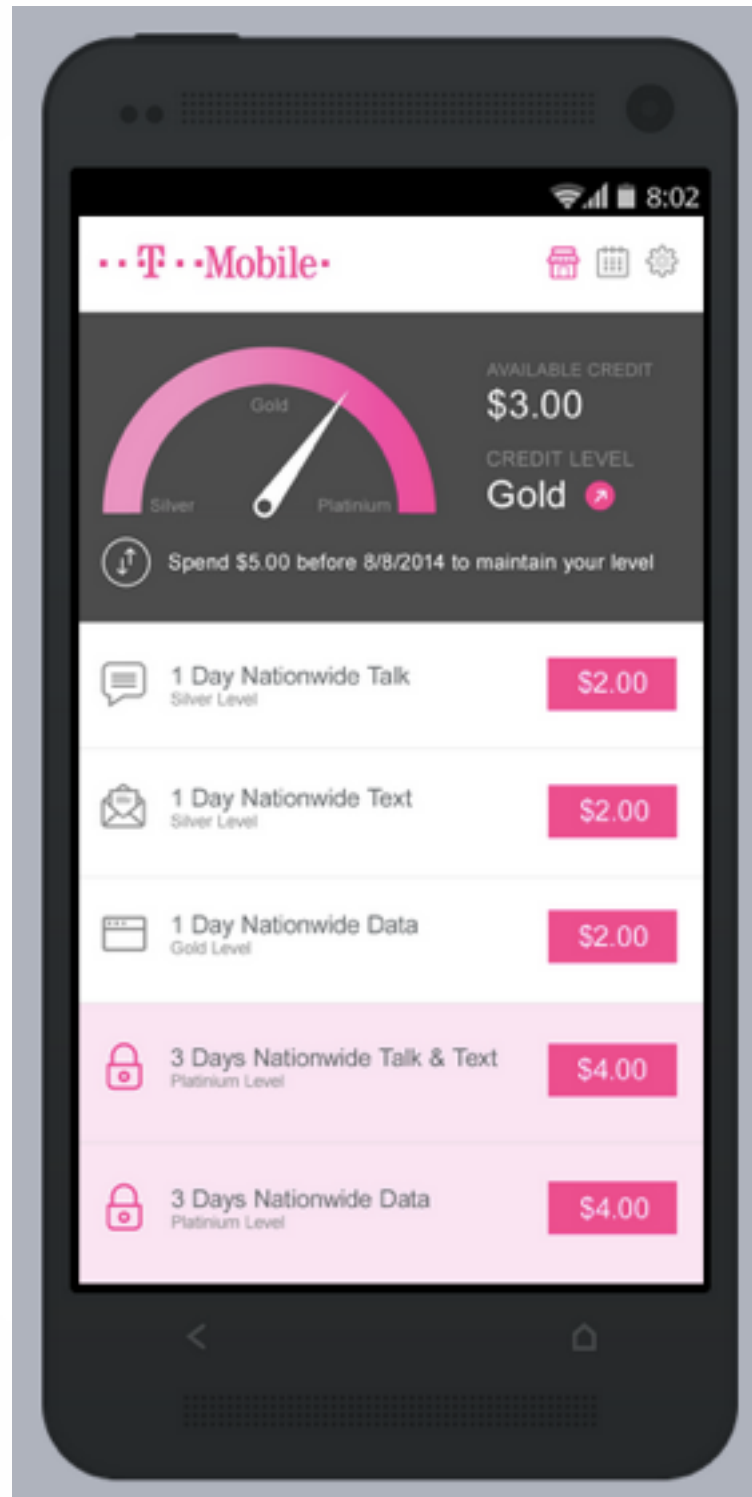 8:02
··T··Mobile·
AVAILABLE CREDIT
$3.00
Gold
CREDIT LEVEL
Gold
Silver
Platinium
Spend $5.00 before 8/8/2014 to maintain your level
1 Day Nationwide Talk
Silver Level
$2.00
1 Day Nationwide Text
Silver Level
$2.00
1 Day Nationwide Data
Gold Level
$2.00
3 Days Nationwide Talk & Text
Platinium Level
$4.00
3 Days Nationwide Data
Platinium Level
$4.00